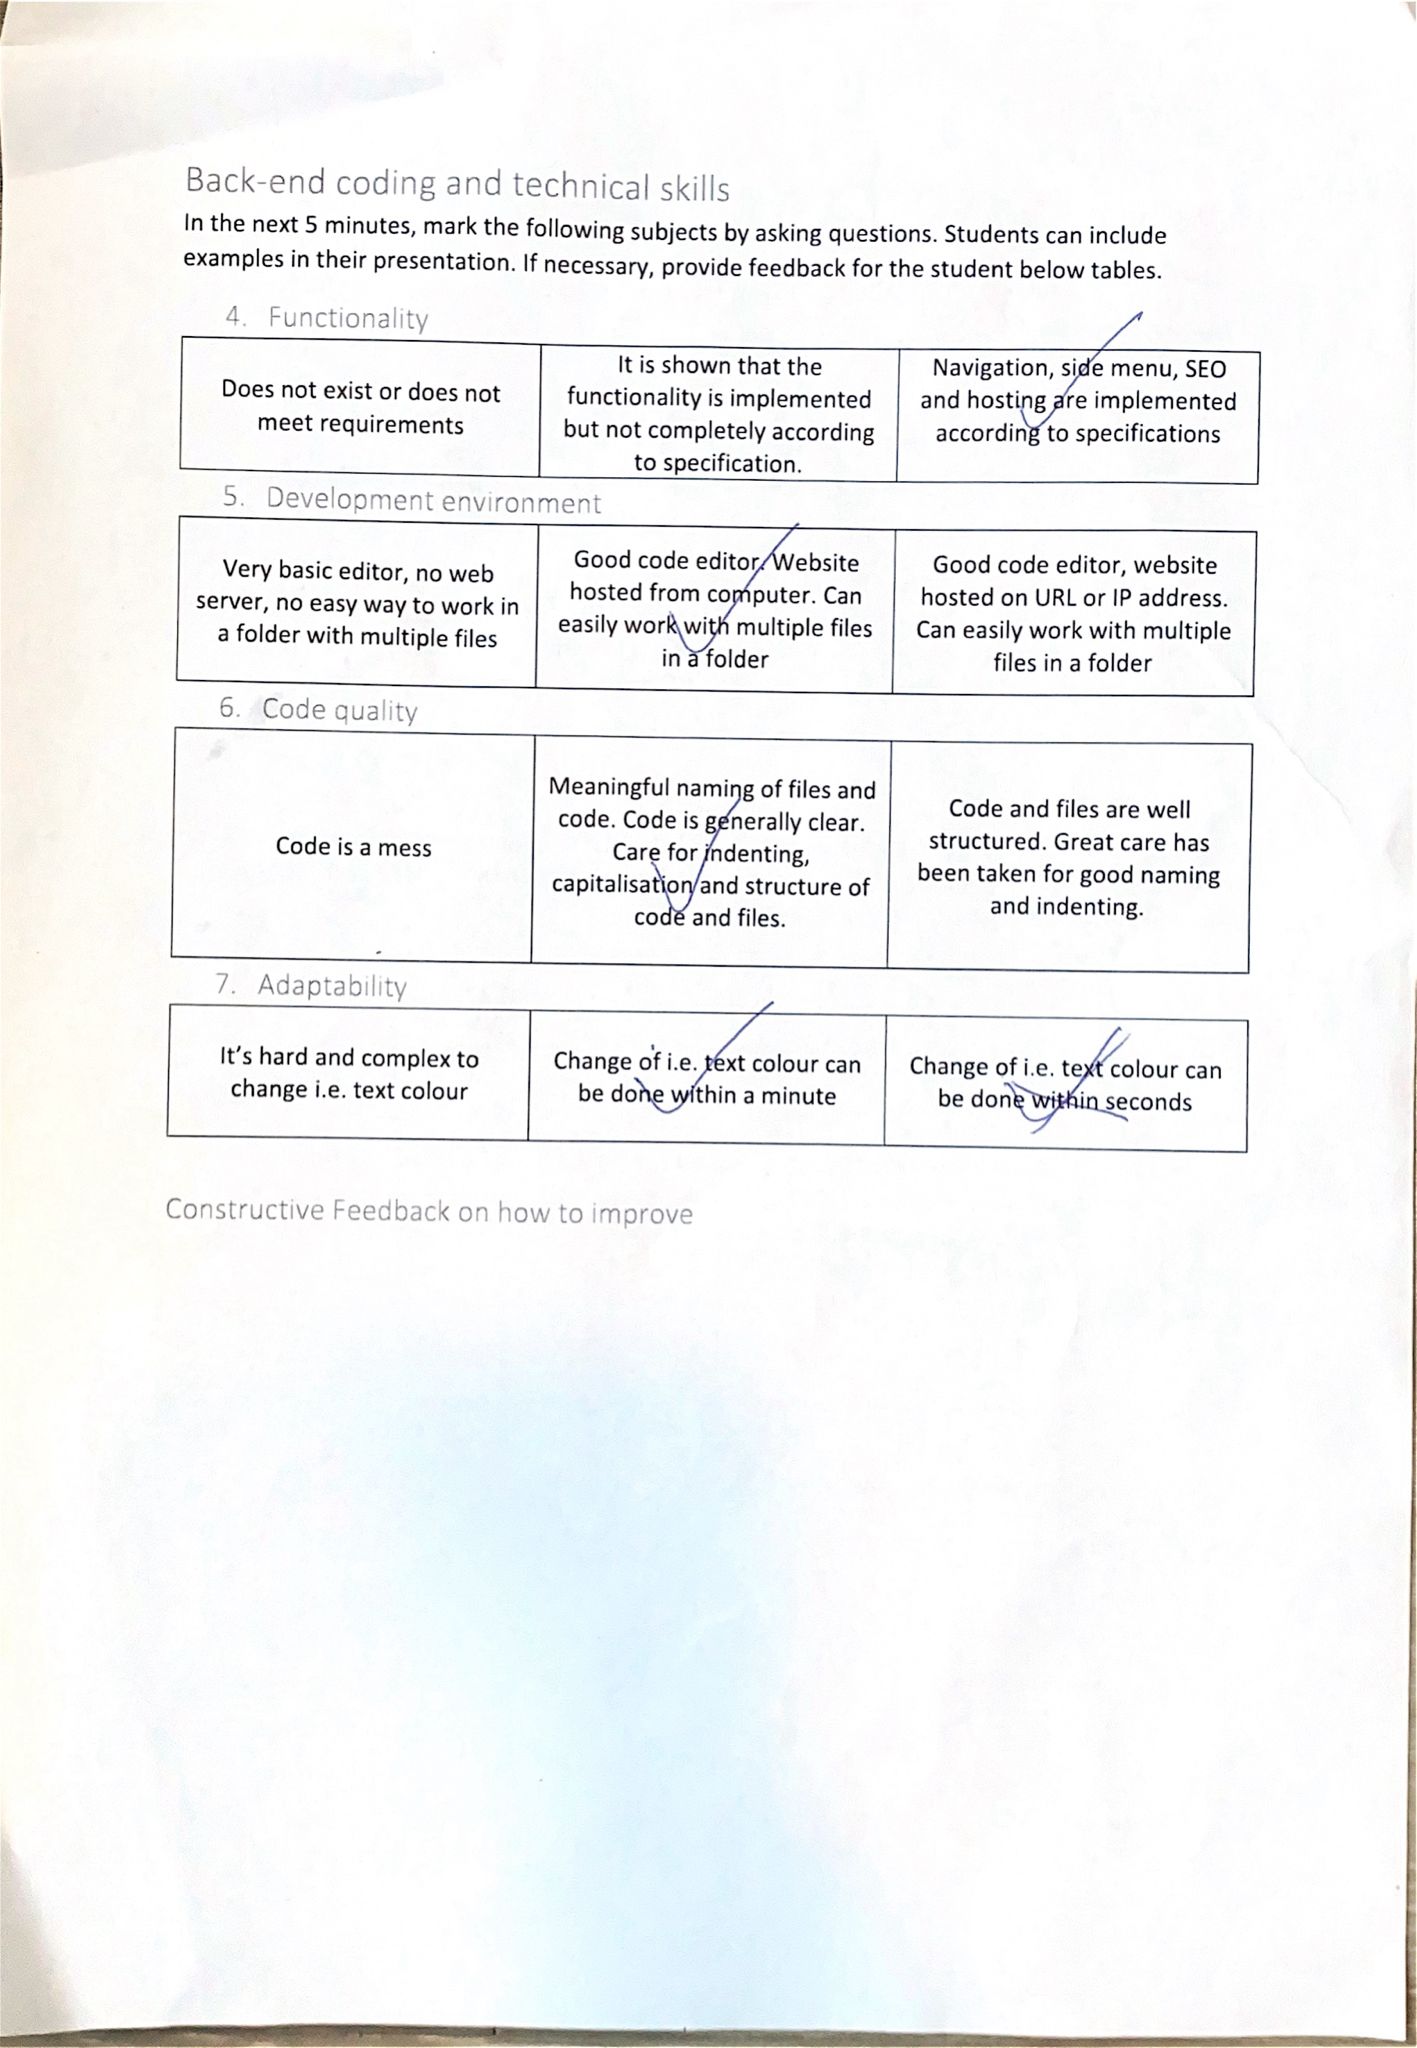 Back-end coding and technical skills
In the next 5 minutes, mark the following subjects by asking questions. Students can include
examples in their presentation. If necessary, provide feedback for the student below tables.
4. Functionality
Does not exist or does not
meet requirements
It is shown that the
functionality is implemented
but not completely according
to specification.
Navigation, side menu, SEO
and hosting are implemented
according to specifications
5. Development environment
Very basic editor, no web
server, no easy way to work in
a folder with multiple files
Good code editor. Website
hosted from computer. Can
easily work with multiple files
in a folder
Good code editor, website
hosted on URL or IP address.
Can easily work with multiple
files in a folder
6. Code quality
Code is a mess
Meaningful naming of files and
code. Code is generally clear.
Care for indenting,
capitalisation and structure of
code and files.
Code and files are well
structured. Great care has
been taken for good naming
and indenting.
7. Adaptability
It's hard and complex to
change i.e. text colour
Change of i.e. text colour can
be done within a minute
Change of i.e. text colour can
be done within seconds
Constructive Feedback on how to improve